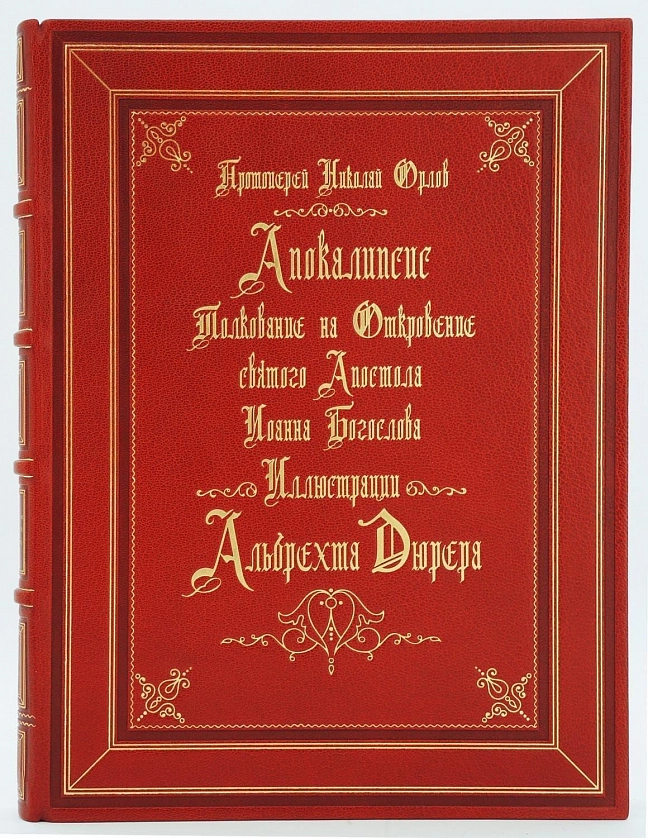 Протоиерей Николай Орлов
Апокалипсис
Толкование на Откровение
святого Апостола
Иоанна Богослова
Иллюстрации
Альбрехта Дюрера